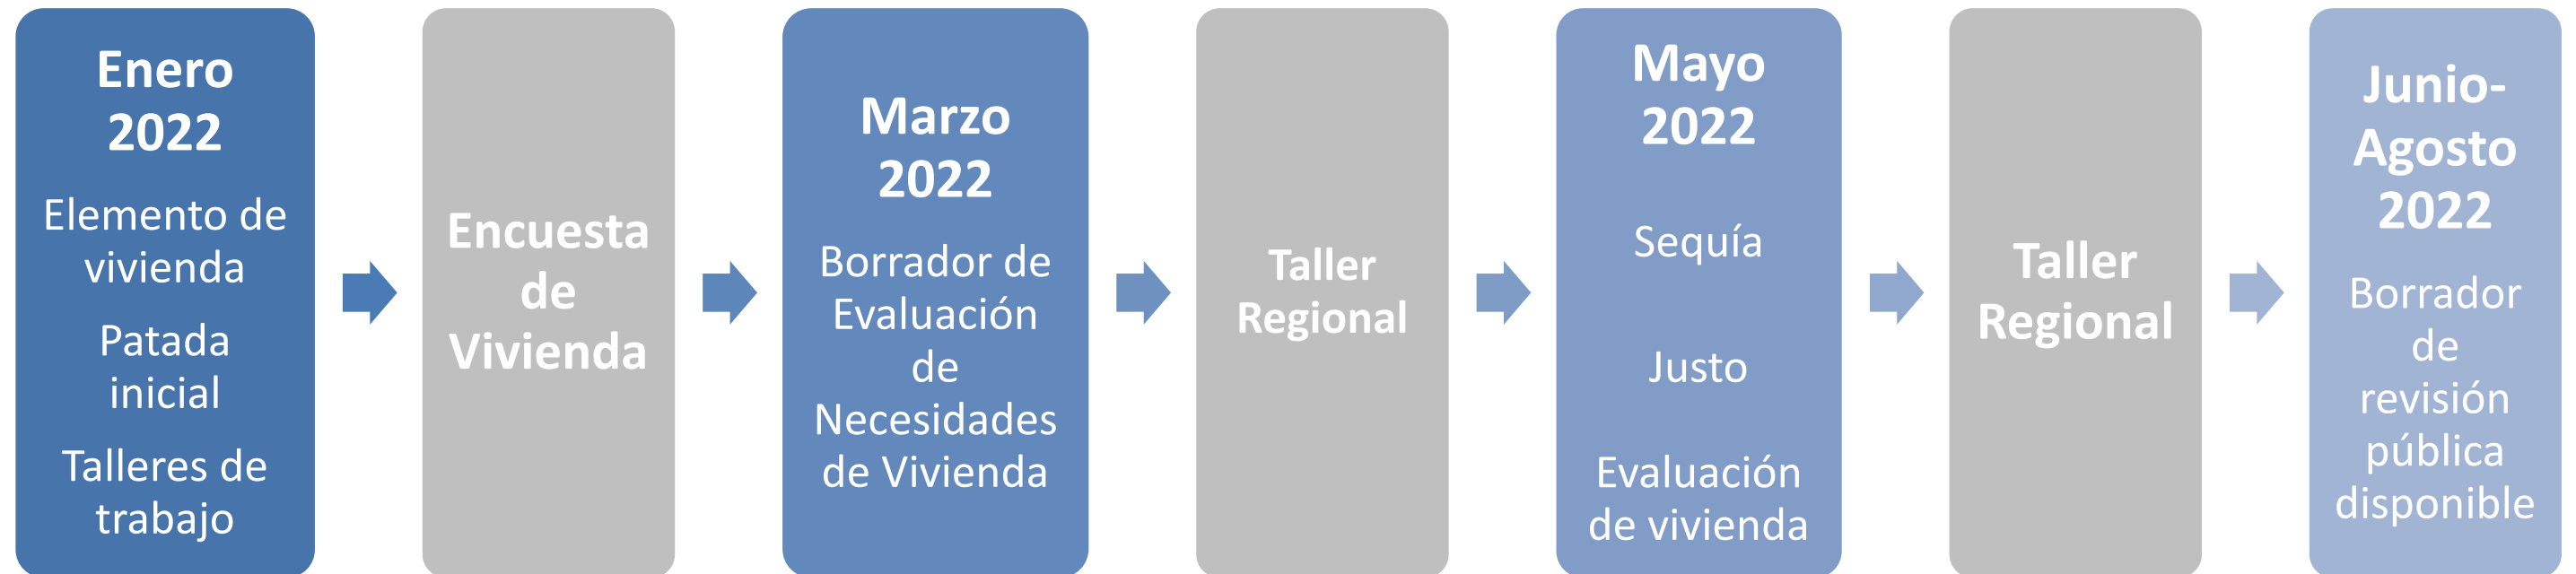 Enero
2022
Elemento de
vivienda
Patada
inicial
Talleres de
trabajo
Encuesta
de
Vivienda
Marzo
2022
Borrador de
Evaluación
de
Necesidades
de Vivienda
Taller
Regional
Mayo
2022
Sequía
Justo
Evaluación
de vivienda
Taller
Regional
Junio-
Agosto
2022
Borrador
de
revisión
pública
disponible